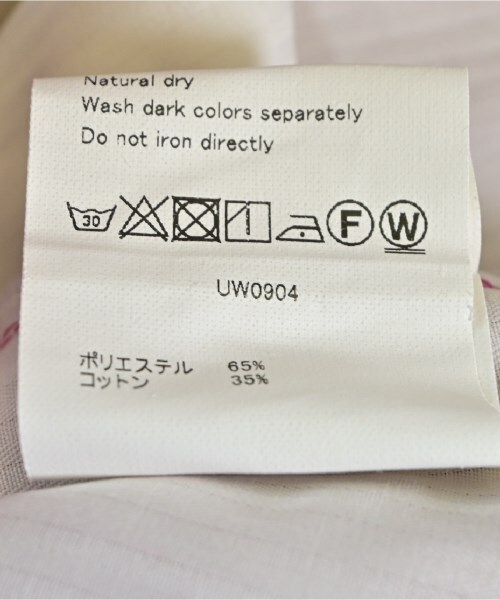 Natural dry
Wash dark colors separately
Do not iron directly
30 F W
UW0904
ポリエステル 65%
コットン 35%